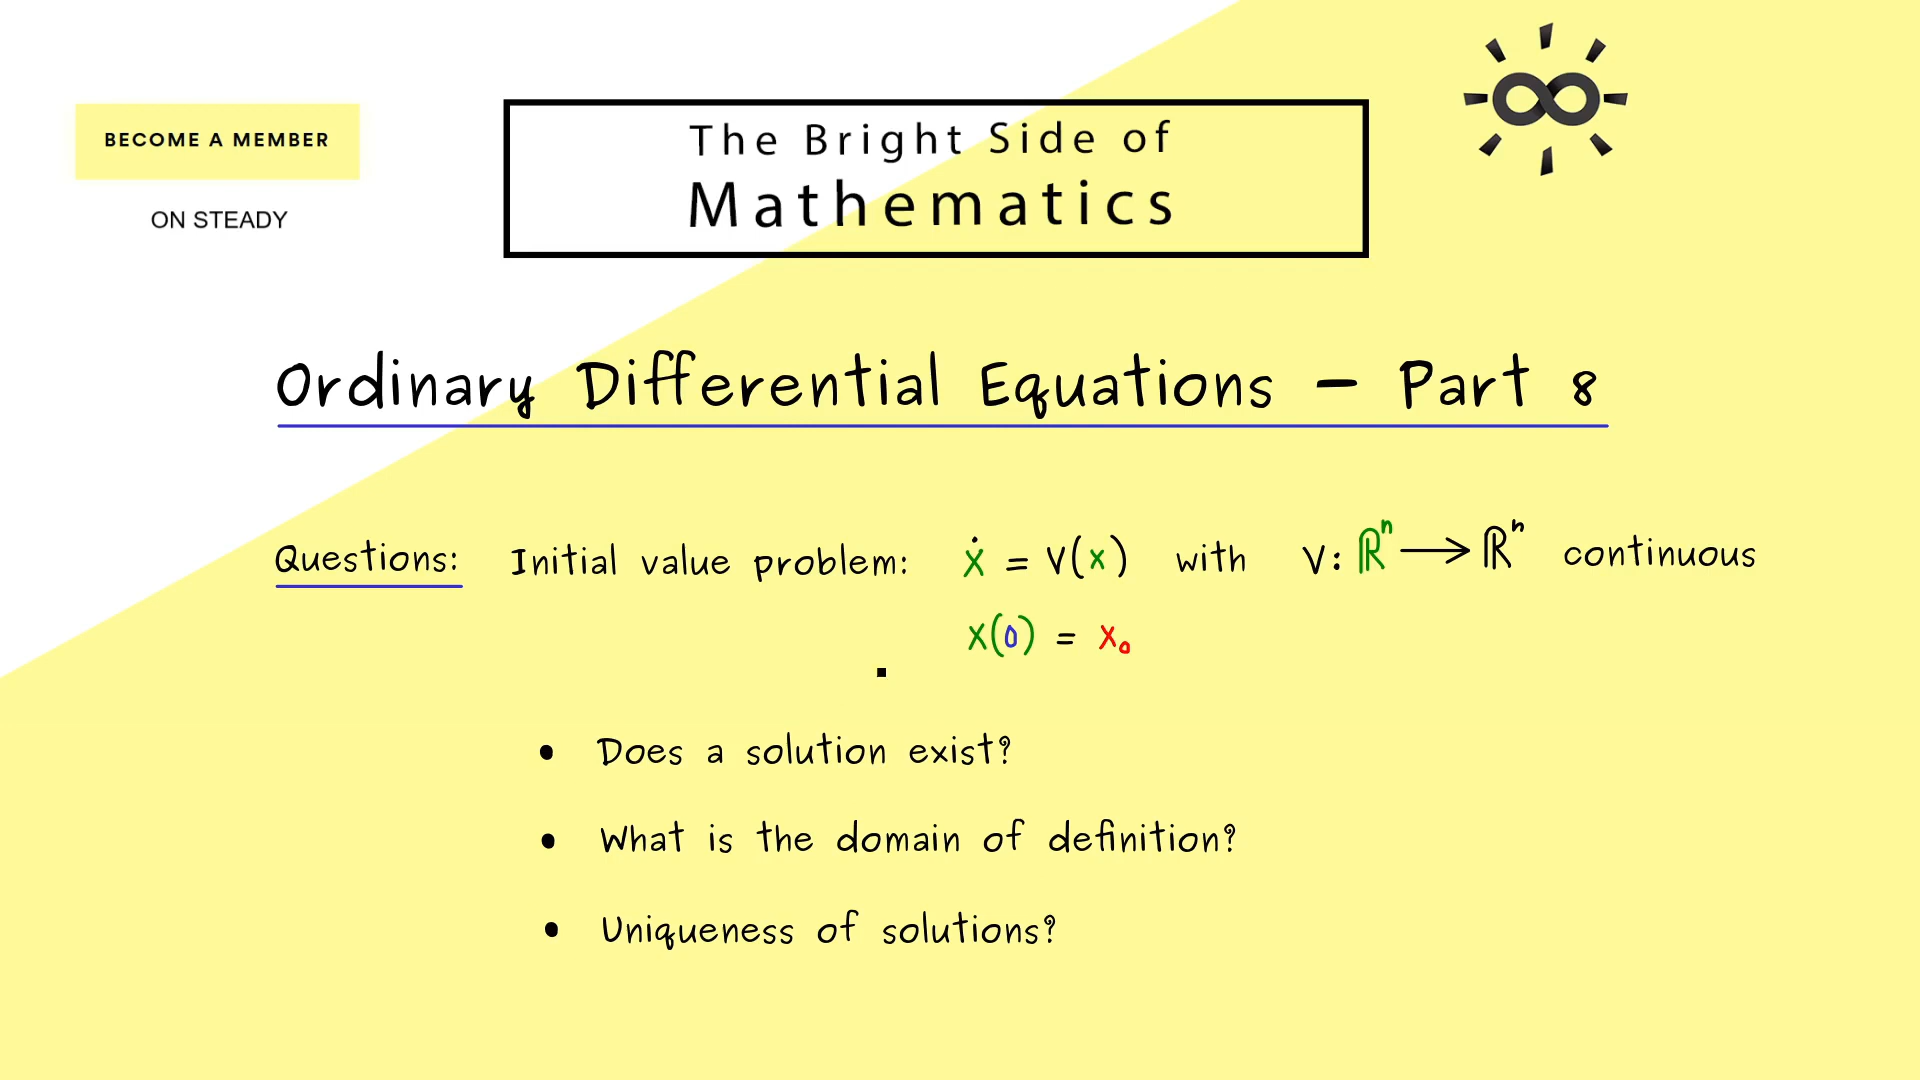 BECOME A MEMBER
ON STEADY
The Bright Side of
Mathematics
Ordinary Differential Equations – Part 8
Questions: Initial value problem: ẋ = v(x) with v: ℝⁿ ⟶ ℝⁿ continuous
x(0) = x₀
• Does a solution exist?
• What is the domain of definition?
• Uniqueness of solutions?